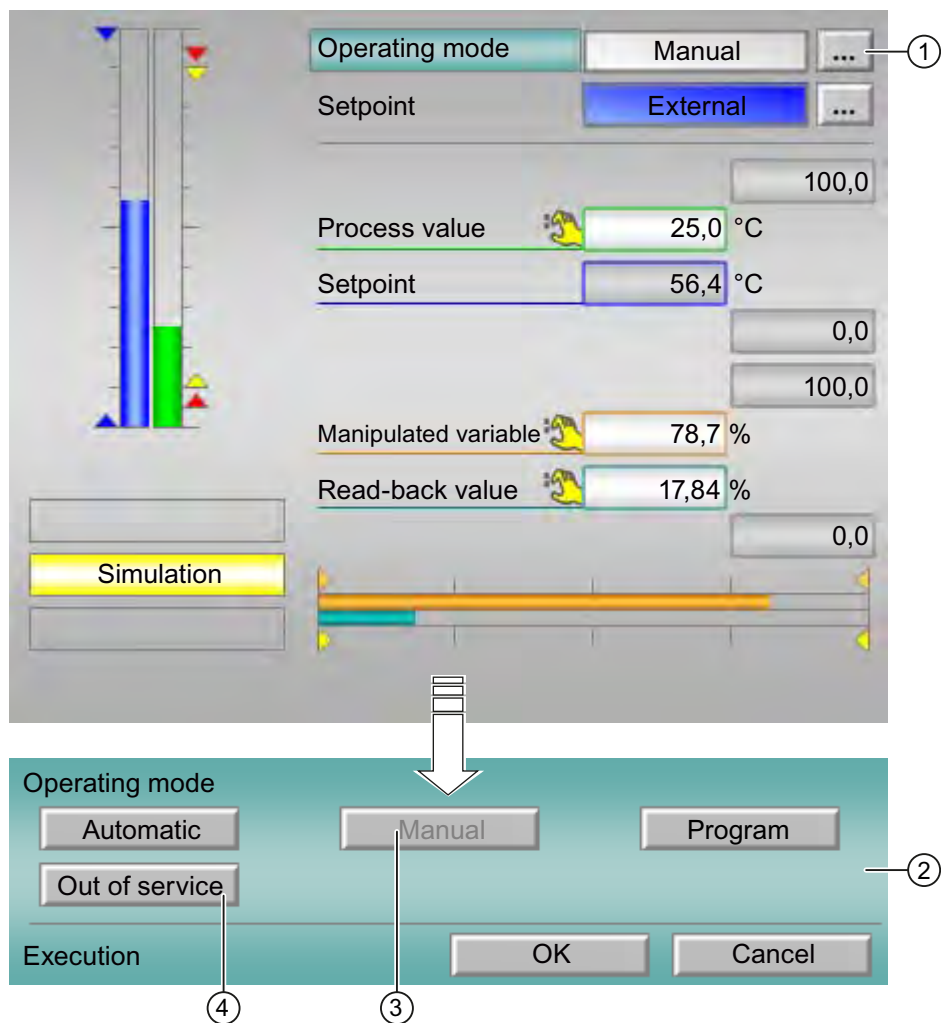 Operating mode Manual ... 1
Setpoint External ...
100,0
Process value 25,0 °C
Setpoint 56,4 °C
0,0
100,0
Manipulated variable 78,7 %
Read-back value 17,84 %
0,0
Simulation
Operating mode
Automatic Manual Program
2
Out of service
Execution OK Cancel
4 3